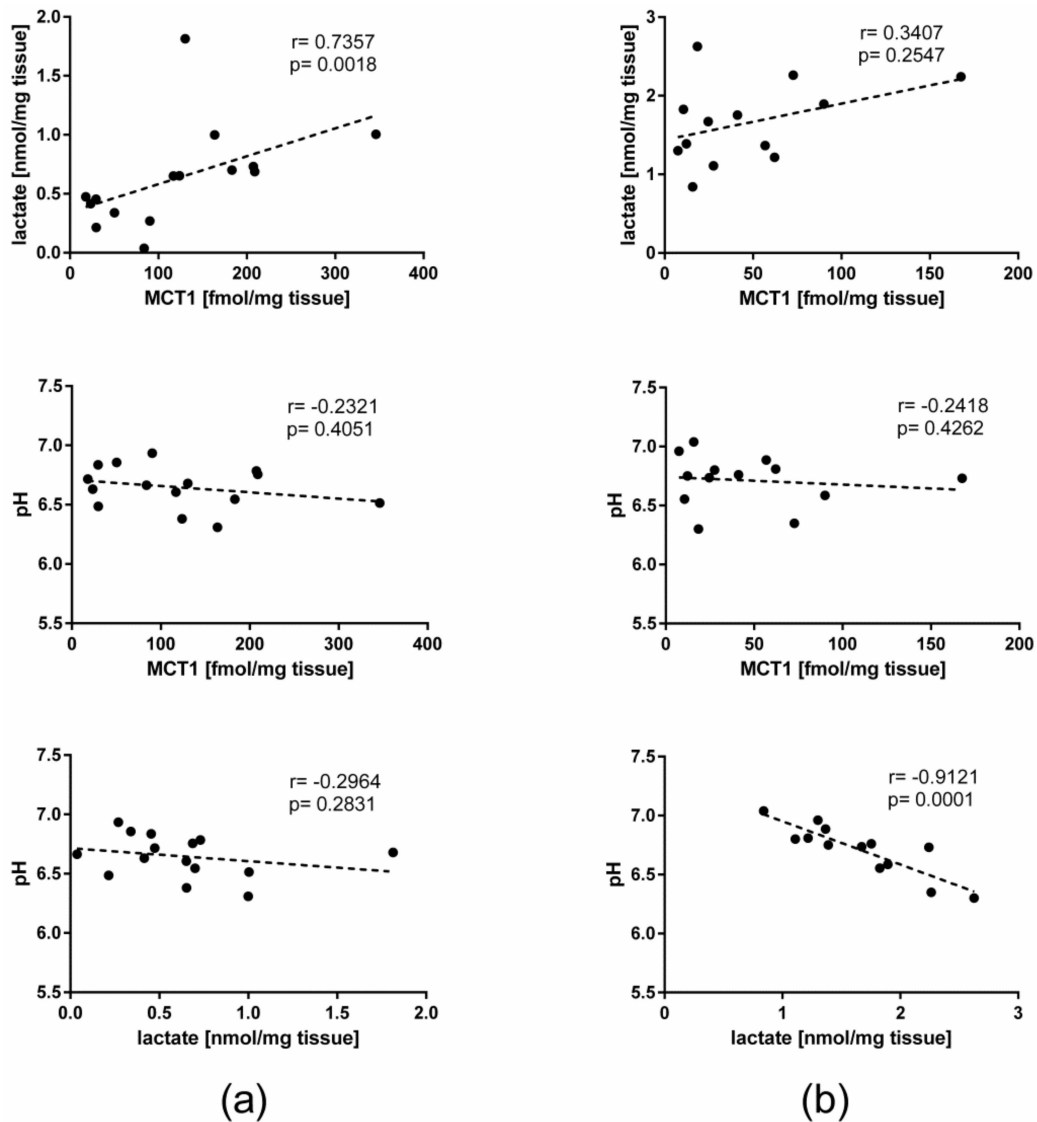 2.0
1.5
1.0
0.5
0.0
lactate [nmol/mg tissue]
r= 0.7357
p= 0.0018
0 100 200 300 400
MCT1 [fmol/mg tissue]
3
2
1
0
lactate [nmol/mg tissue]
r= 0.3407
p= 0.2547
0 50 100 150 200
MCT1 [fmol/mg tissue]
7.5
7.0
6.5
6.0
5.5
pH
r= -0.2321
p= 0.4051
0 100 200 300 400
MCT1 [fmol/mg tissue]
7.5
7.0
6.5
6.0
5.5
pH
r= -0.2418
p= 0.4262
0 50 100 150 200
MCT1 [fmol/mg tissue]
7.5
7.0
6.5
6.0
5.5
pH
r= -0.2964
p= 0.2831
0.0 0.5 1.0 1.5 2.0
lactate [nmol/mg tissue]
7.5
7.0
6.5
6.0
5.5
pH
r= -0.9121
p= 0.0001
1 2 3
lactate [nmol/mg tissue]
(a)
(b)